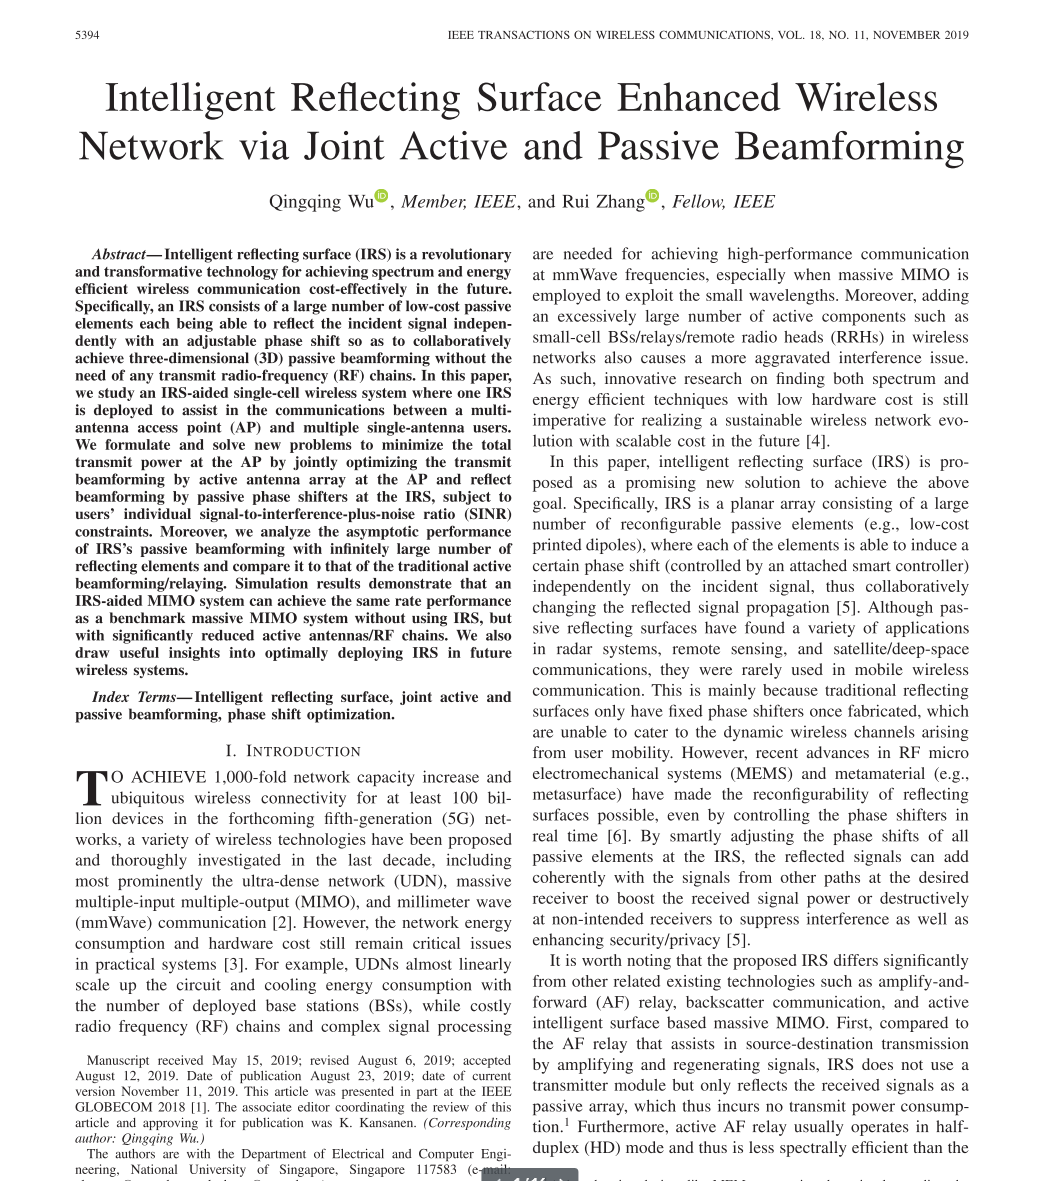 5394
IEEE TRANSACTIONS ON WIRELESS COMMUNICATIONS, VOL. 18, NO. 11, NOVEMBER 2019
Intelligent Reflecting Surface Enhanced Wireless
Network via Joint Active and Passive Beamforming
Qingqing Wu, Member, IEEE, and Rui Zhang, Fellow, IEEE
Abstract—Intelligent reflecting surface (IRS) is a revolutionary
and transformative technology for achieving spectrum and energy
efficient wireless communication cost-effectively in the future.
Specifically, an IRS consists of a large number of low-cost passive
elements each being able to reflect the incident signal indepen-
dently with an adjustable phase shift so as to collaboratively
achieve three-dimensional (3D) passive beamforming without the
need of any transmit radio-frequency (RF) chains. In this paper,
we study an IRS-aided single-cell wireless system where one IRS
is deployed to assist in the communications between a multi-
antenna access point (AP) and multiple single-antenna users.
We formulate and solve new problems to minimize the total
transmit power at the AP by jointly optimizing the transmit
beamforming by active antenna array at the AP and reflect
beamforming by passive phase shifters at the IRS, subject to
users' individual signal-to-interference-plus-noise ratio (SINR)
constraints. Moreover, we analyze the asymptotic performance
of IRS's passive beamforming with infinitely large number of
reflecting elements and compare it to that of the traditional active
beamforming/relaying. Simulation results demonstrate that an
IRS-aided MIMO system can achieve the same rate performance
as a benchmark massive MIMO system without using IRS, but
with significantly reduced active antennas/RF chains. We also
draw useful insights into optimally deploying IRS in future
wireless systems.
Index Terms—Intelligent reflecting surface, joint active and
passive beamforming, phase shift optimization.
I. INTRODUCTION
TO ACHIEVE 1,000-fold network capacity increase and
ubiquitous wireless connectivity for at least 100 bil-
lion devices in the forthcoming fifth-generation (5G) net-
works, a variety of wireless technologies have been proposed
and thoroughly investigated in the last decade, including
most prominently the ultra-dense network (UDN), massive
multiple-input multiple-output (MIMO), and millimeter wave
(mmWave) communication [2]. However, the network energy
consumption and hardware cost still remain critical issues
in practical systems [3]. For example, UDNs almost linearly
scale up the circuit and cooling energy consumption with
the number of deployed base stations (BSs), while costly
radio frequency (RF) chains and complex signal processing
Manuscript received May 15, 2019; revised August 6, 2019; accepted
August 12, 2019. Date of publication August 23, 2019; date of current
version November 11, 2019. This article was presented in part at the IEEE
GLOBECOM 2018 [1]. The associate editor coordinating the review of this
article and approving it for publication was K. Kansanen. (Corresponding
author: Qingqing Wu.)
The authors are with the Department of Electrical and Computer Engi-
neering, National University of Singapore, Singapore 117583 (e-mail:
are needed for achieving high-performance communication
at mmWave frequencies, especially when massive MIMO is
employed to exploit the small wavelengths. Moreover, adding
an excessively large number of active components such as
small-cell BSs/relays/remote radio heads (RRHs) in wireless
networks also causes a more aggravated interference issue.
As such, innovative research on finding both spectrum and
energy efficient techniques with low hardware cost is still
imperative for realizing a sustainable wireless network evo-
lution with scalable cost in the future [4].
In this paper, intelligent reflecting surface (IRS) is pro-
posed as a promising new solution to achieve the above
goal. Specifically, IRS is a planar array consisting of a large
number of reconfigurable passive elements (e.g., low-cost
printed dipoles), where each of the elements is able to induce a
certain phase shift (controlled by an attached smart controller)
independently on the incident signal, thus collaboratively
changing the reflected signal propagation [5]. Although pas-
sive reflecting surfaces have found a variety of applications
in radar systems, remote sensing, and satellite/deep-space
communications, they were rarely used in mobile wireless
communication. This is mainly because traditional reflecting
surfaces only have fixed phase shifters once fabricated, which
are unable to cater to the dynamic wireless channels arising
from user mobility. However, recent advances in RF micro
electromechanical systems (MEMS) and metamaterial (e.g.,
metasurface) have made the reconfigurability of reflecting
surfaces possible, even by controlling the phase shifters in
real time [6]. By smartly adjusting the phase shifts of all
passive elements at the IRS, the reflected signals can add
coherently with the signals from other paths at the desired
receiver to boost the received signal power or destructively
at non-intended receivers to suppress interference as well as
enhancing security/privacy [5].
It is worth noting that the proposed IRS differs significantly
from other related existing technologies such as amplify-and-
forward (AF) relay, backscatter communication, and active
intelligent surface based massive MIMO. First, compared to
the AF relay that assists in source-destination transmission
by amplifying and regenerating signals, IRS does not use a
transmitter module but only reflects the received signals as a
passive array, which thus incurs no transmit power consump-
tion.1 Furthermore, active AF relay usually operates in half-
duplex (HD) mode and thus is less spectrally efficient than the